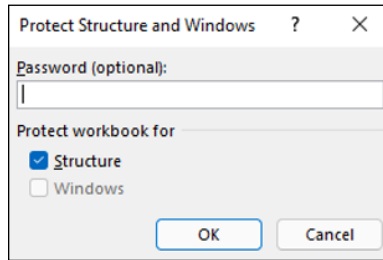 Protect Structure and Windows ?
Password (optional):
Protect workbook for
Structure
Windows
OK Cancel